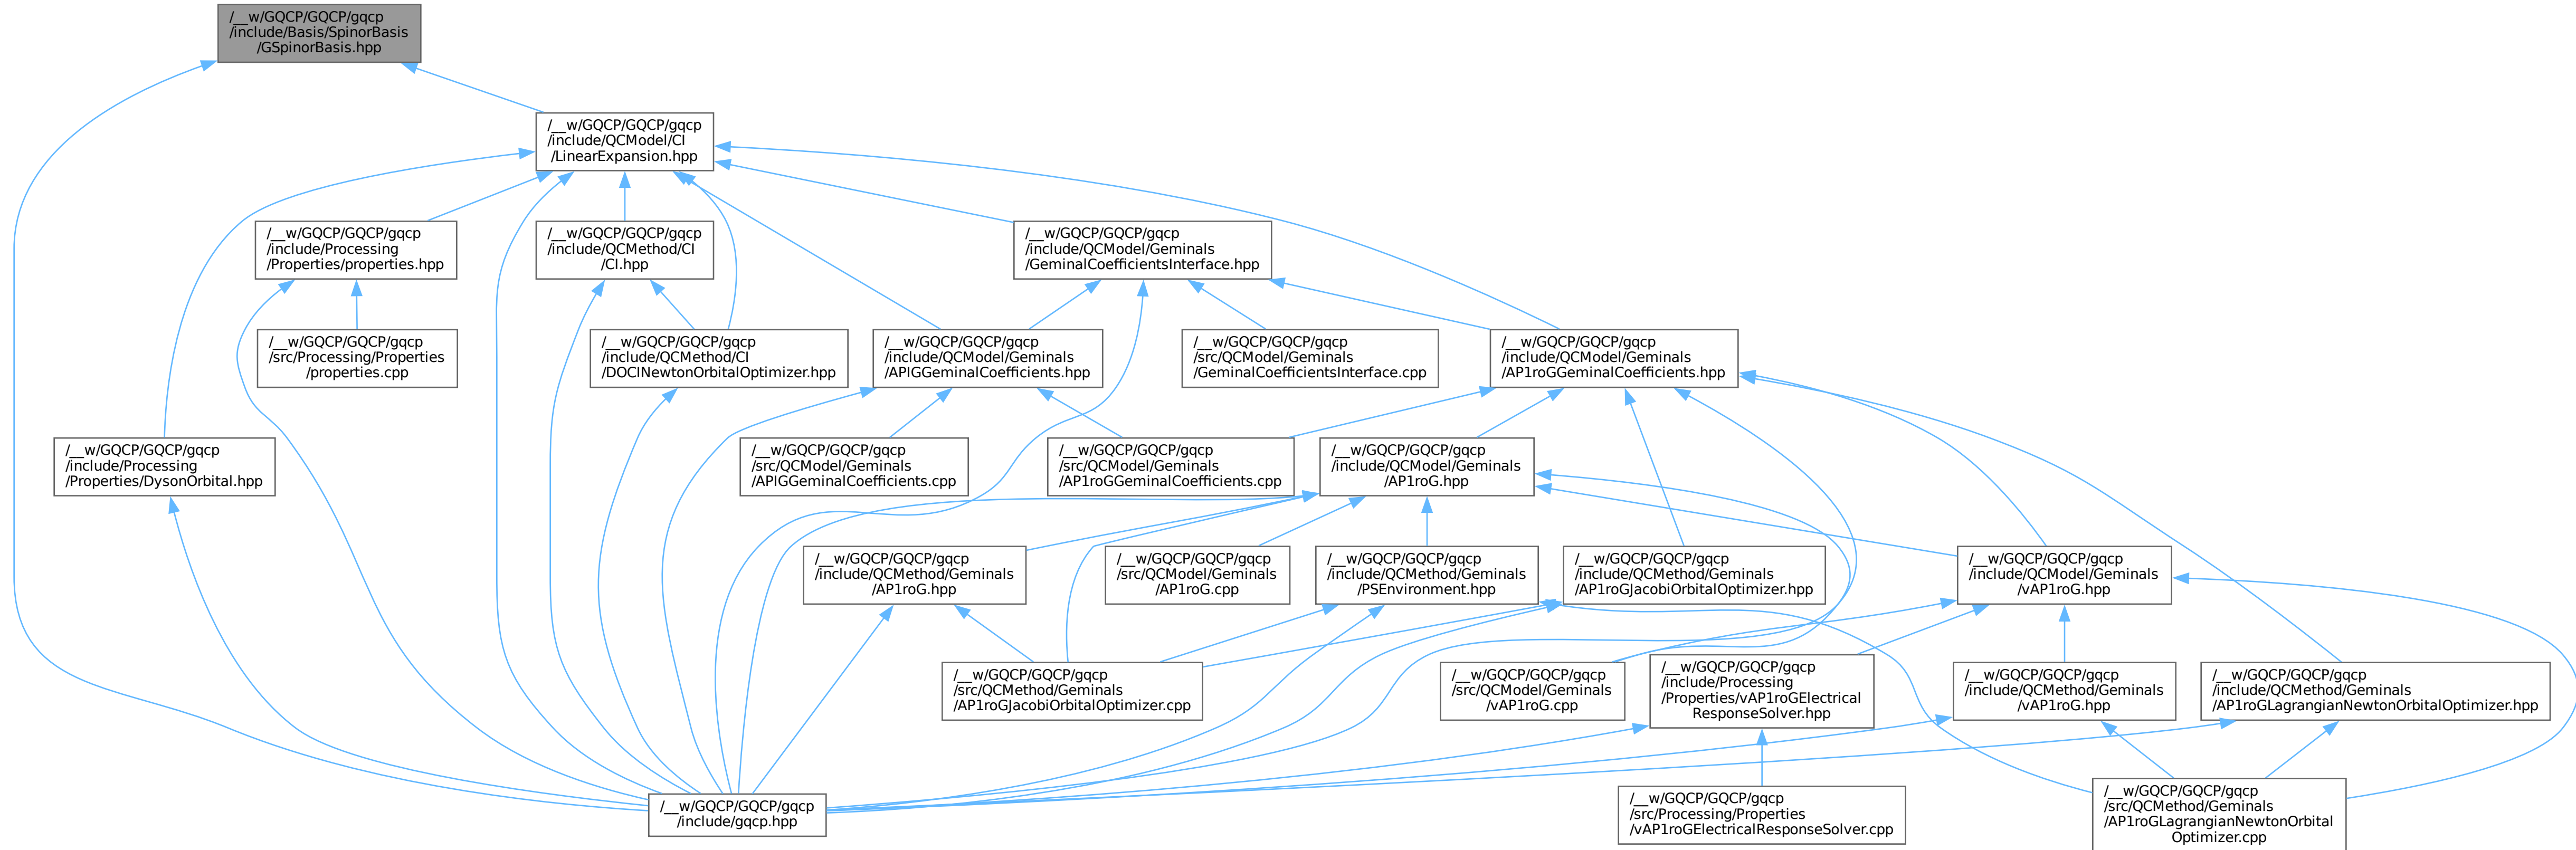 /__w/GQCP/GQCP/gqcp
/include/Basis/SpinorBasis
/GSpinorBasis.hpp
/__w/GQCP/GQCP/gqcp
/include/QCModel/CI
/LinearExpansion.hpp
/__w/GQCP/GQCP/gqcp
/include/Processing
/Properties/properties.hpp
/__w/GQCP/GQCP/gqcp
/include/QCMethod/CI
/CI.hpp
/__w/GQCP/GQCP/gqcp
/include/QCModel/Geminals
/GeminalCoefficientsInterface.hpp
/__w/GQCP/GQCP/gqcp
/src/Processing/Properties
/properties.cpp
/__w/GQCP/GQCP/gqcp
/include/QCMethod/CI
/DOCINewtonOrbitalOptimizer.hpp
/__w/GQCP/GQCP/gqcp
/include/QCModel/Geminals
/APIGGeminalCoefficients.hpp
/__w/GQCP/GQCP/gqcp
/src/QCModel/Geminals
/GeminalCoefficientsInterface.cpp
/__w/GQCP/GQCP/gqcp
/include/QCModel/Geminals
/AP1roGGeminalCoefficients.hpp
/__w/GQCP/GQCP/gqcp
/include/Processing
/Properties/DysonOrbital.hpp
/__w/GQCP/GQCP/gqcp
/src/QCModel/Geminals
/APIGGeminalCoefficients.cpp
/__w/GQCP/GQCP/gqcp
/src/QCModel/Geminals
/AP1roGGeminalCoefficients.cpp
/__w/GQCP/GQCP/gqcp
/include/QCModel/Geminals
/AP1roG.hpp
/__w/GQCP/GQCP/gqcp
/include/QCMethod/Geminals
/AP1roG.hpp
/__w/GQCP/GQCP/gqcp
/src/QCModel/Geminals
/AP1roG.cpp
/__w/GQCP/GQCP/gqcp
/include/QCMethod/Geminals
/PSEnvironment.hpp
/__w/GQCP/GQCP/gqcp
/include/QCMethod/Geminals
/AP1roGJacobiOrbitalOptimizer.hpp
/__w/GQCP/GQCP/gqcp
/include/QCModel/Geminals
/vAP1roG.hpp
/__w/GQCP/GQCP/gqcp
/src/QCMethod/Geminals
/AP1roGJacobiOrbitalOptimizer.cpp
/__w/GQCP/GQCP/gqcp
/src/QCModel/Geminals
/vAP1roG.cpp
/__w/GQCP/GQCP/gqcp
/include/Processing
/Properties/vAP1roGElectrical
ResponseSolver.hpp
/__w/GQCP/GQCP/gqcp
/include/QCMethod/Geminals
/vAP1roG.hpp
/__w/GQCP/GQCP/gqcp
/include/QCMethod/Geminals
/AP1roGLagrangianNewtonOrbitalOptimizer.hpp
/__w/GQCP/GQCP/gqcp
/include/gqcp.hpp
/__w/GQCP/GQCP/gqcp
/src/Processing/Properties
/vAP1roGElectricalResponseSolver.cpp
/__w/GQCP/GQCP/gqcp
/src/QCMethod/Geminals
/AP1roGLagrangianNewtonOrbital
Optimizer.cpp